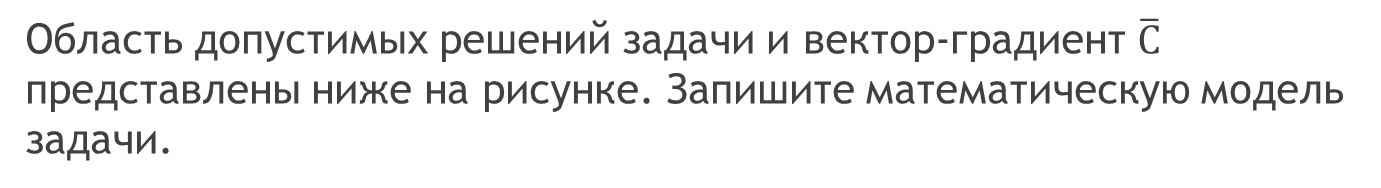 Область допустимых решений задачи и вектор-градиент C̅
представлены ниже на рисунке. Запишите математическую модель
задачи.